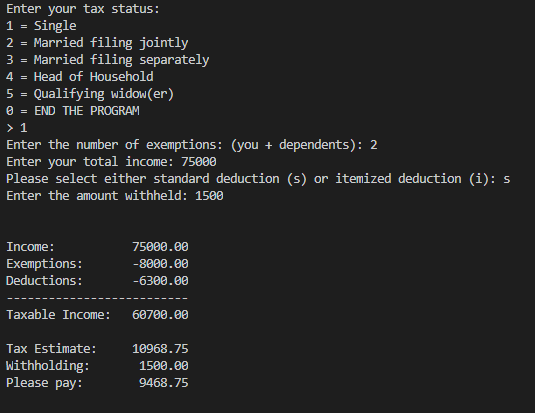 Enter your tax status:
1 = Single
2 = Married filing jointly
3 = Married filing separately
4 = Head of Household
5 = Qualifying widow(er)
0 = END THE PROGRAM
> 1
Enter the number of exemptions: (you + dependents): 2
Enter your total income: 75000
Please select either standard deduction (s) or itemized deduction (i): s
Enter the amount withheld: 1500
Income: 75000.00
Exemptions: -8000.00
Deductions: -6300.00
--------------------------
Taxable Income: 60700.00
Tax Estimate: 10968.75
Withholding: 1500.00
Please pay: 9468.75